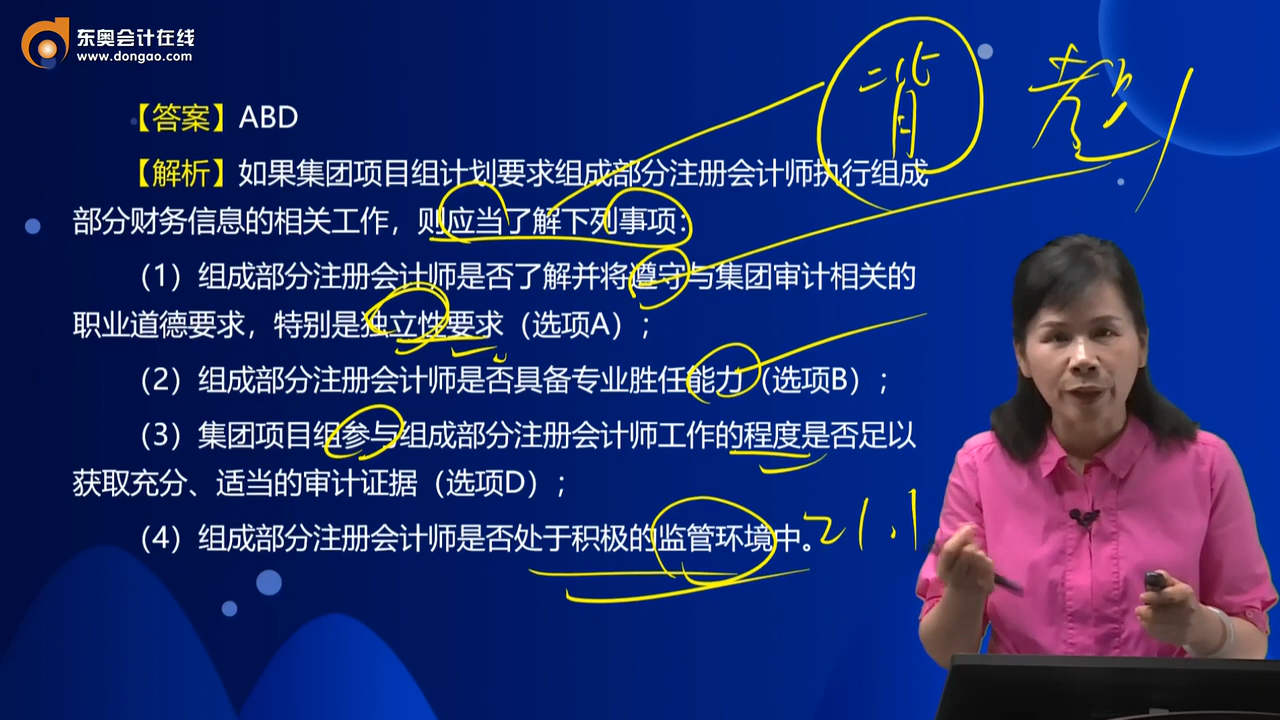 东奥会计在线
www.dongao.com
【答案】ABD
【解析】如果集团项目组计划要求组成部分注册会计师执行组成
部分财务信息的相关工作，则应当了解下列事项：
（1）组成部分注册会计师是否了解并将遵守与集团审计相关的
职业道德要求，特别是独立性要求（选项A）；
（2）组成部分注册会计师是否具备专业胜任能力（选项B）；
（3）集团项目组参与组成部分注册会计师工作的程度是否足以
获取充分、适当的审计证据（选项D）；
（4）组成部分注册会计师是否处于积极的监管环境中。
背
21.1